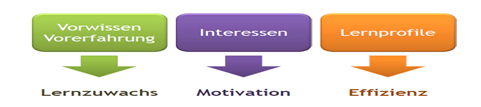 Vorwissen
Vorerfahrung
Interessen
Lernprofile
Lernzuwachs
Motivation
Effizienz